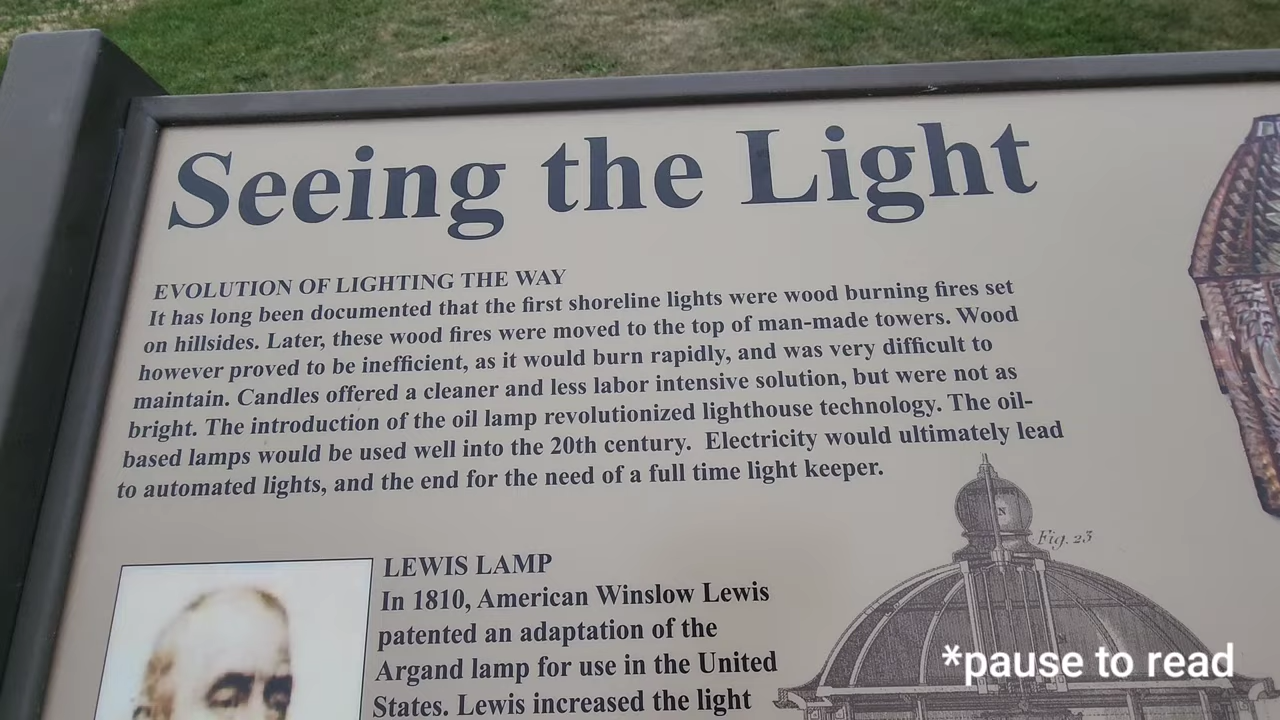 Seeing the Light
EVOLUTION OF LIGHTING THE WAY
It has long been documented that the first shoreline lights were wood burning fires set
on hillsides. Later, these wood fires were moved to the top of man-made towers. Wood
however proved to be inefficient, as it would burn rapidly, and was very difficult to
maintain. Candles offered a cleaner and less labor intensive solution, but were not as
bright. The introduction of the oil lamp revolutionized lighthouse technology. The oil-
based lamps would be used well into the 20th century.  Electricity would ultimately lead
to automated lights, and the end for the need of a full time light keeper.
N
Fig. 23
LEWIS LAMP
In 1810, American Winslow Lewis
patented an adaptation of the
Argand lamp for use in the United
States. Lewis increased the light
*pause to read